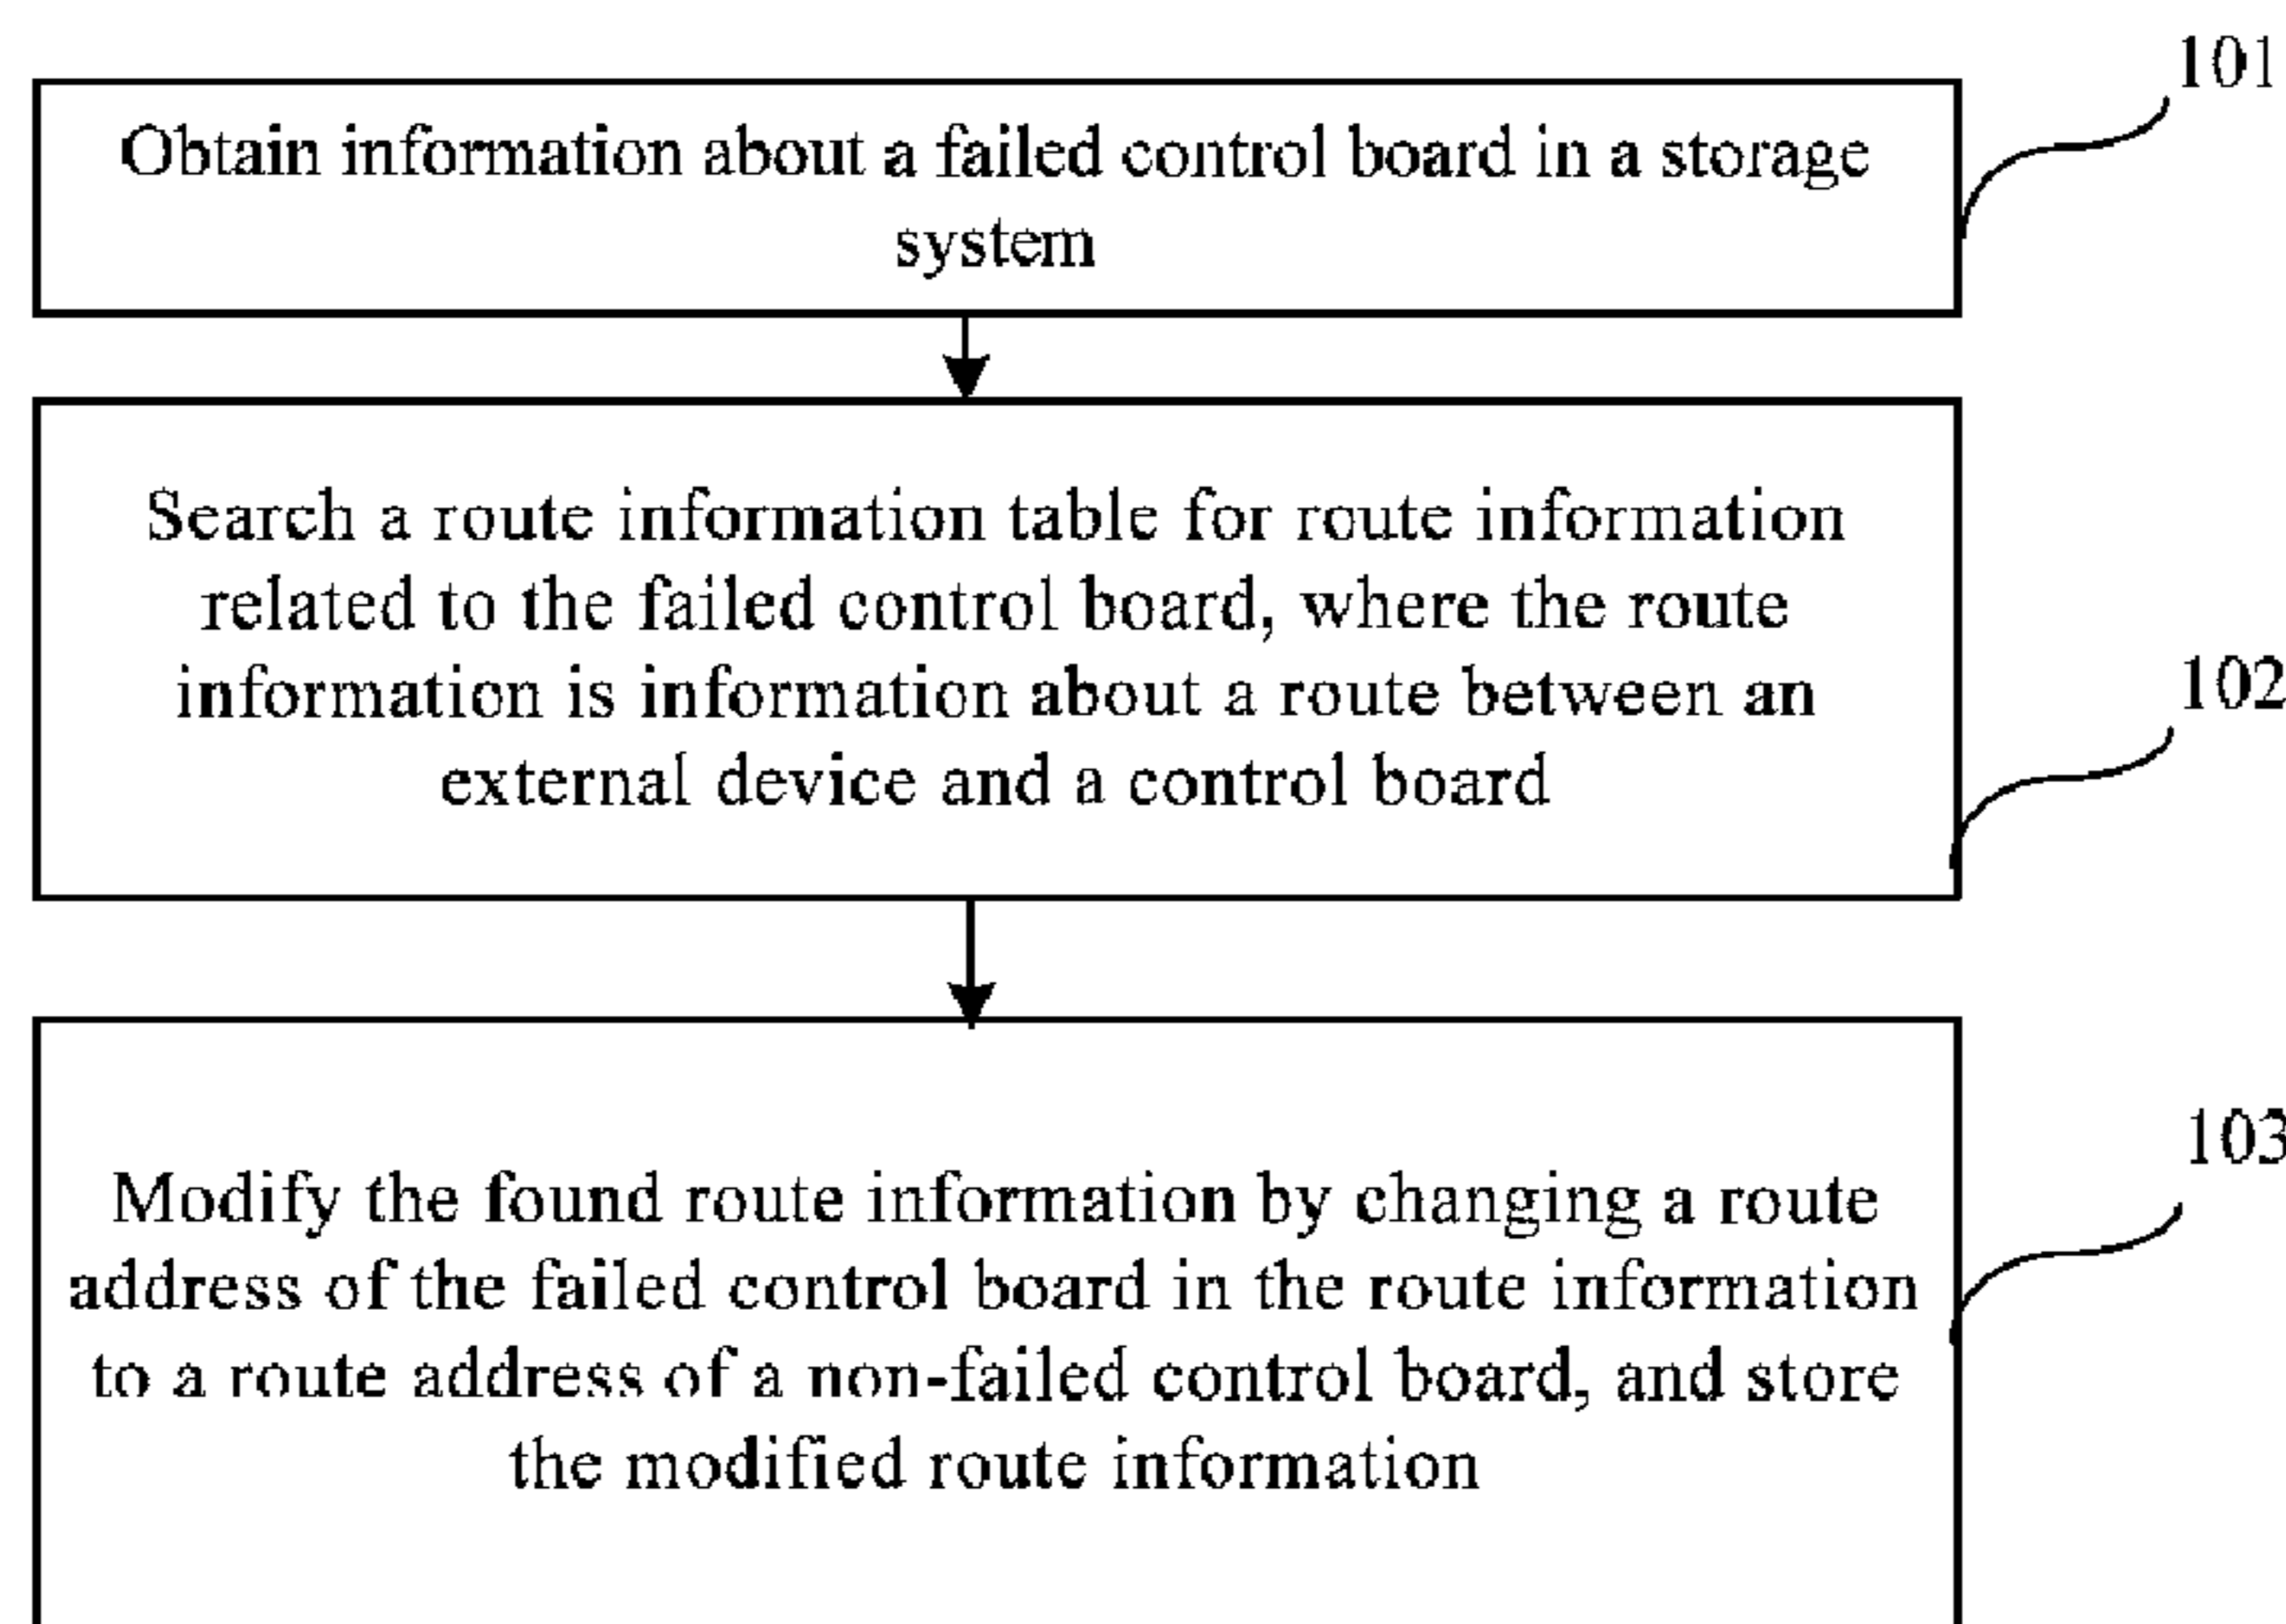 101
Obtain information about a failed control board in a storage
system
Search a route information table for route information
related to the failed control board, where the route
information is information about a route between an
external device and a control board
102
Modify the found route information by changing a route
address of the failed control board in the route information
to a route address of a non-failed control board, and store
the modified route information
103